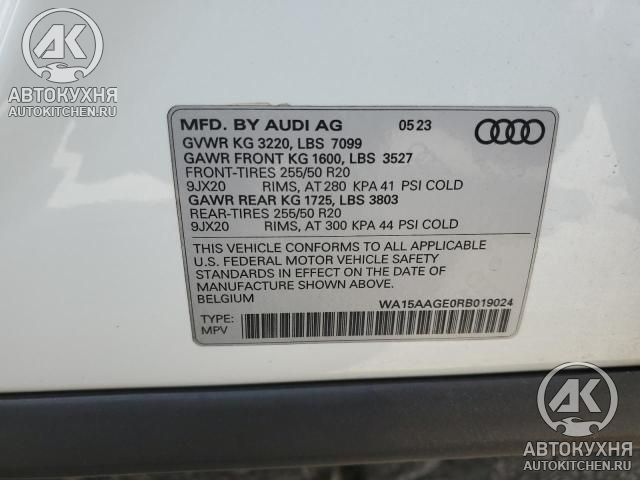 АВТОКУХНЯ
AUTOKITCHEN.RU
MFD. BY AUDI AG 0523
GVWR KG 3220, LBS 7099
GAWR FRONT KG 1600, LBS 3527
FRONT-TIRES 255/50 R20
9JX20 RIMS, AT 280 KPA 41 PSI COLD
GAWR REAR KG 1725, LBS 3803
REAR-TIRES 255/50 R20
9JX20 RIMS, AT 300 KPA 44 PSI COLD
THIS VEHICLE CONFORMS TO ALL APPLICABLE
U.S. FEDERAL MOTOR VEHICLE SAFETY
STANDARDS IN EFFECT ON THE DATE OF
MANUFACTURE SHOWN ABOVE.
BELGIUM WA15AAGE0RB019024
TYPE:
MPV
АК
АВТОКУХНЯ
AUTOKITCHEN.RU